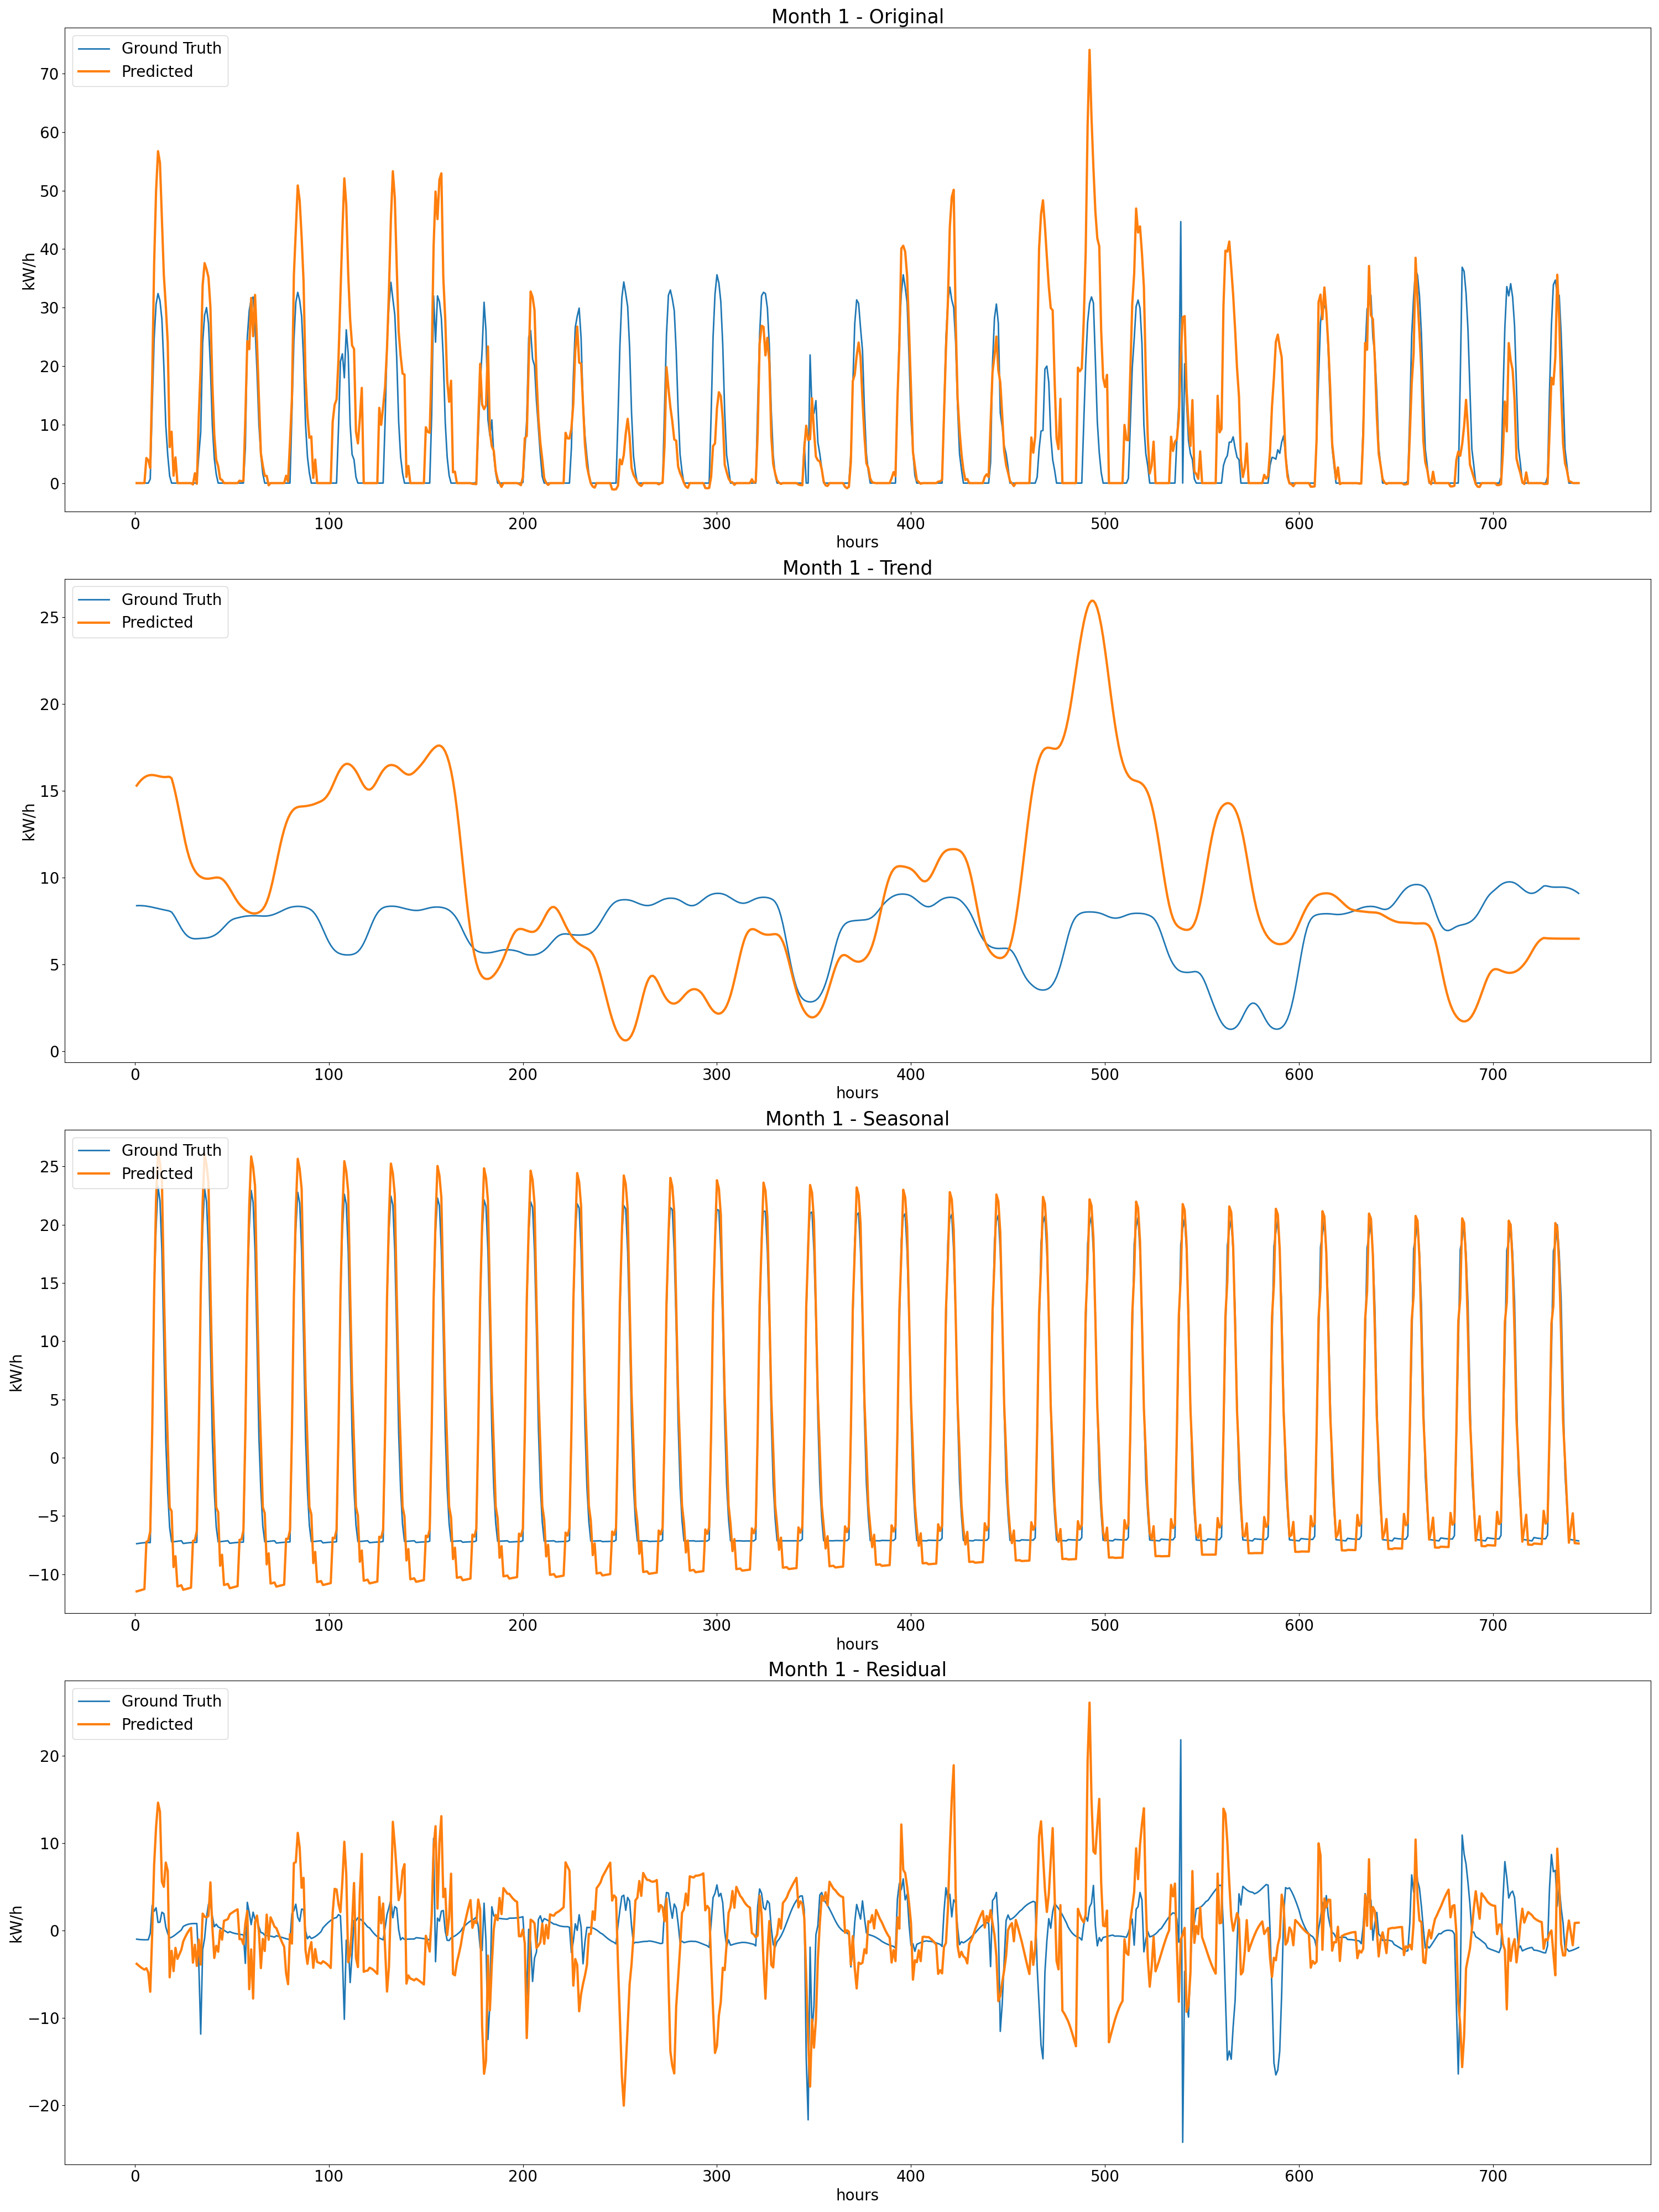 Month 1 - Original
Ground Truth
Predicted
kW/h
70
60
50
40
30
20
10
0
0 100 200 300 400 500 600 700
hours
Month 1 - Trend
Ground Truth
Predicted
kW/h
25
20
15
10
5
0
0 100 200 300 400 500 600 700
hours
Month 1 - Seasonal
Ground Truth
Predicted
kW/h
25
20
15
10
5
0
−5
−10
0 100 200 300 400 500 600 700
hours
Month 1 - Residual
Ground Truth
Predicted
kW/h
20
10
0
−10
−20
0 100 200 300 400 500 600 700
hours